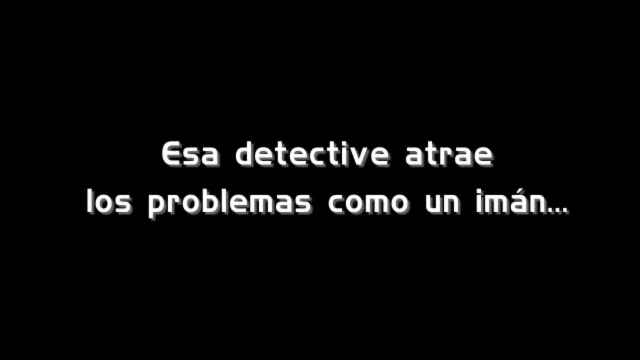 Esa detective atrae
los problemas como un imán...